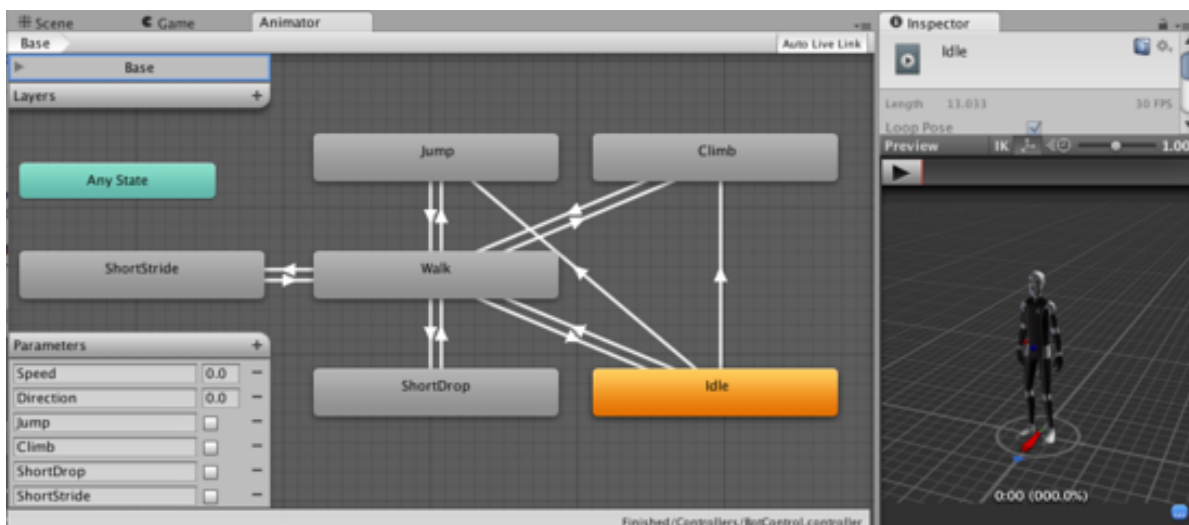 Scene
Game
Animator
Base
Auto Live Link
Base
Layers
+
Any State
Jump
Climb
ShortStride
Walk
ShortDrop
Idle
Parameters
+
Speed 0.0 −
Direction 0.0 −
Jump −
Climb −
ShortDrop −
ShortStride −
Finished/Controllers/BotControl.controller
Inspector
Idle
Length 13.033 30 FPS
Loop Pose
Preview IK 1.00
0:00 (000.0%)